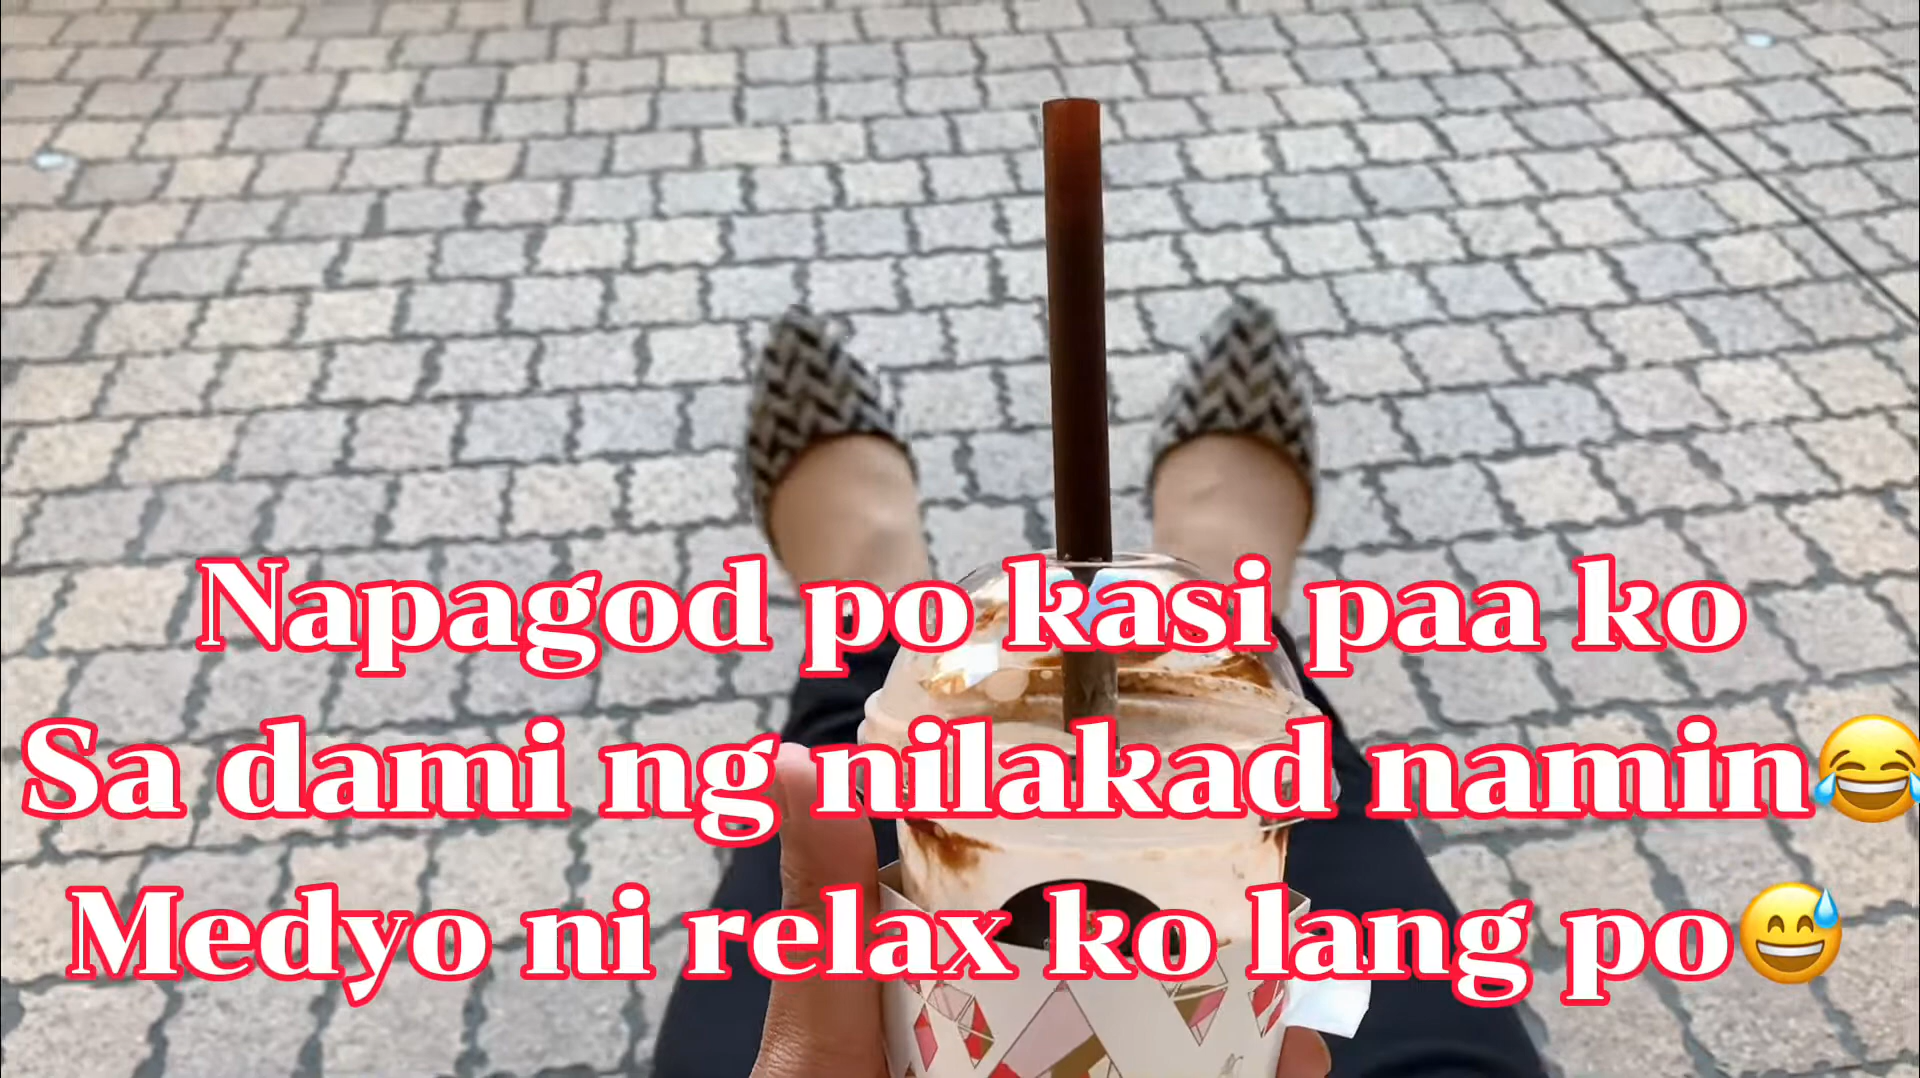 Napagod po kasi paa ko
Sa dami ng nilakad namin😂
Medyo ni relax ko lang po😅